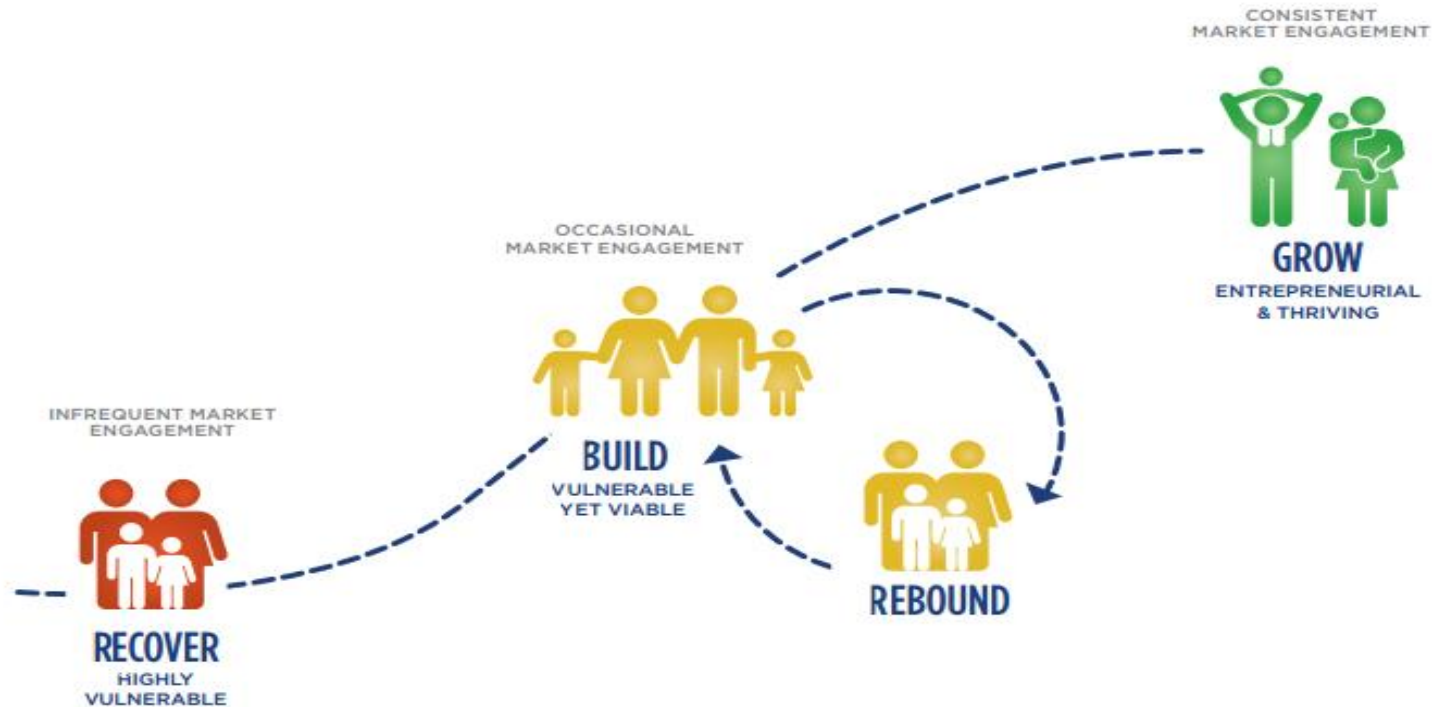 CONSISTENT
MARKET ENGAGEMENT
GROW
ENTREPRENEURIAL
& THRIVING
OCCASIONAL
MARKET ENGAGEMENT
BUILD
VULNERABLE
YET VIABLE
REBOUND
INFREQUENT MARKET
ENGAGEMENT
RECOVER
HIGHLY
VULNERABLE